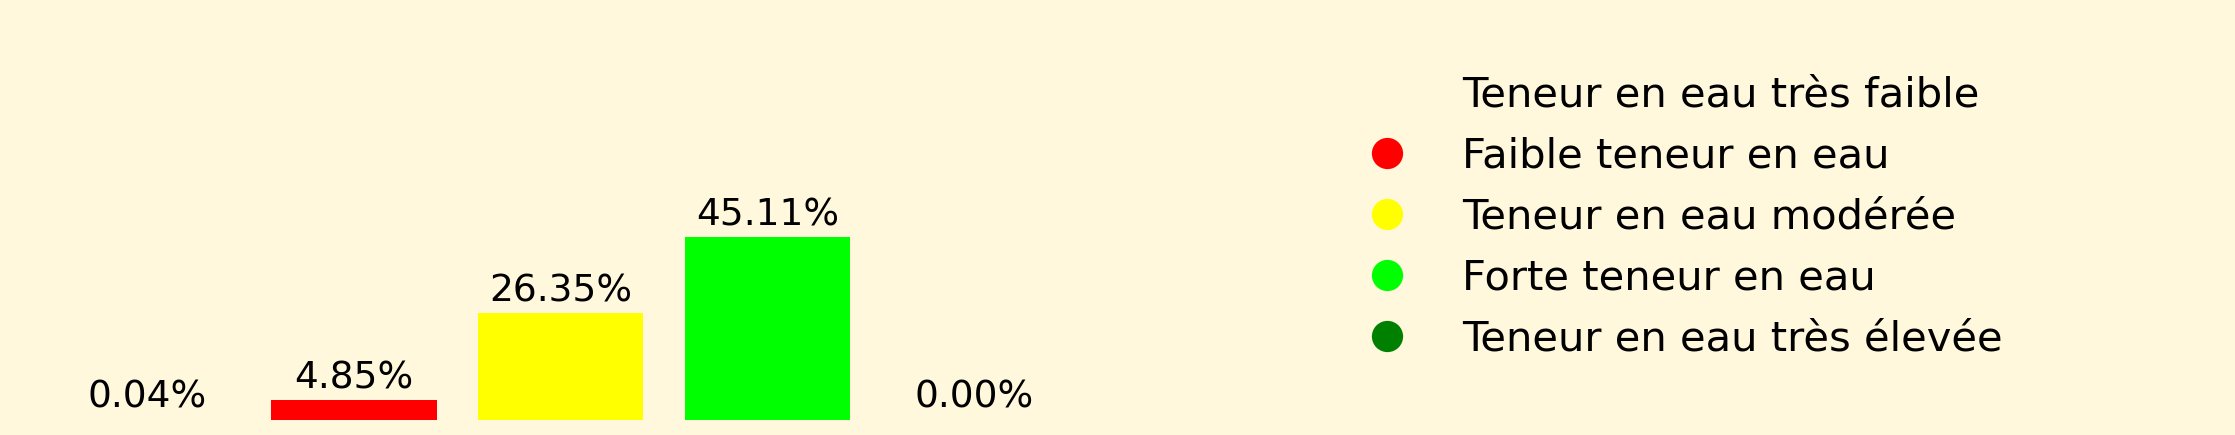 0.04%
4.85%
26.35%
45.11%
0.00%
Teneur en eau très faible
Faible teneur en eau
Teneur en eau modérée
Forte teneur en eau
Teneur en eau très élevée